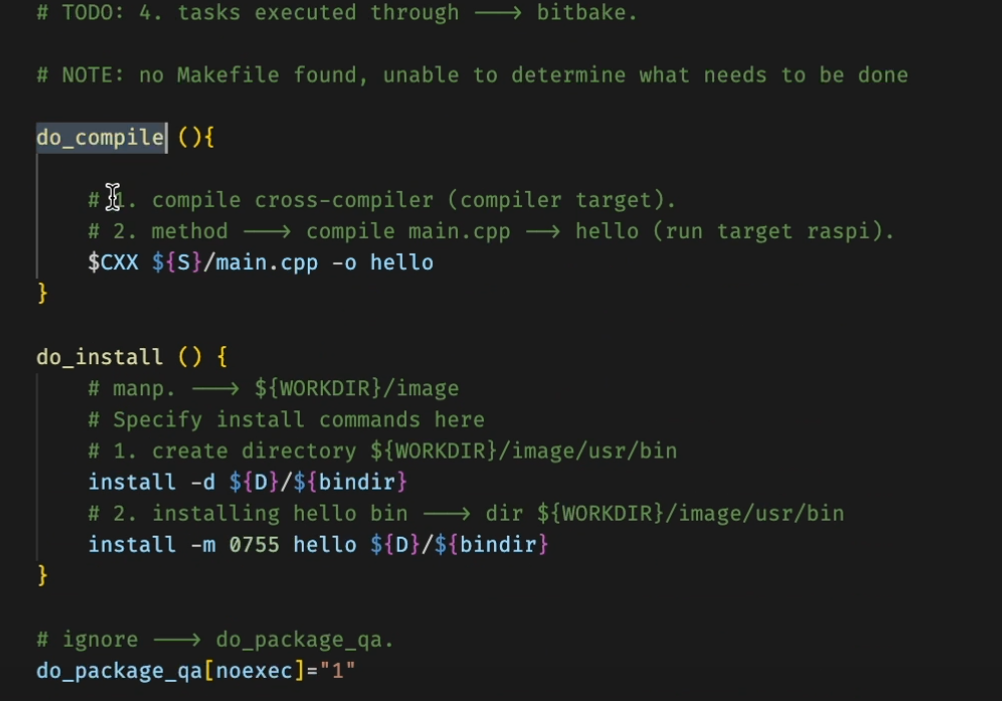 # TODO: 4. tasks executed through ⟶ bitbake.
# NOTE: no Makefile found, unable to determine what needs to be done
do_compile (){
# 1. compile cross-compiler (compiler target).
# 2. method ⟶ compile main.cpp ⟶ hello (run target raspi).
$CXX ${S}/main.cpp -o hello
}
do_install () {
# manp. ⟶ ${WORKDIR}/image
# Specify install commands here
# 1. create directory ${WORKDIR}/image/usr/bin
install -d ${D}/${bindir}
# 2. installing hello bin ⟶ dir ${WORKDIR}/image/usr/bin
install -m 0755 hello ${D}/${bindir}
}
# ignore ⟶ do_package_qa.
do_package_qa[noexec]="1"